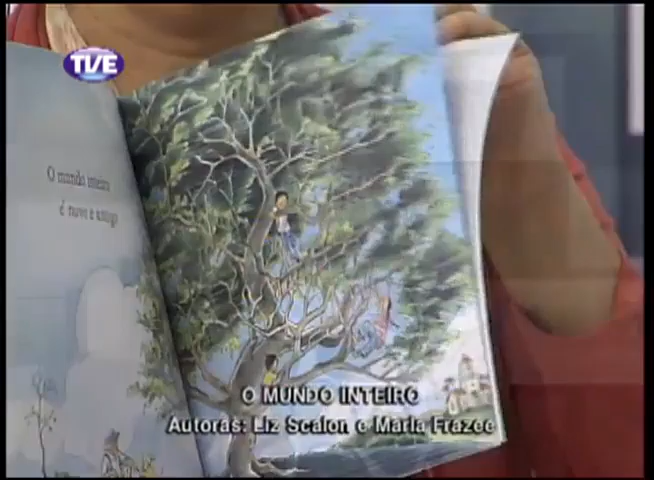 TVE
O mundo inteiro
é novo e antigo
O MUNDO INTEIRO
Autoras: Liz Scalon e Marla Frazee